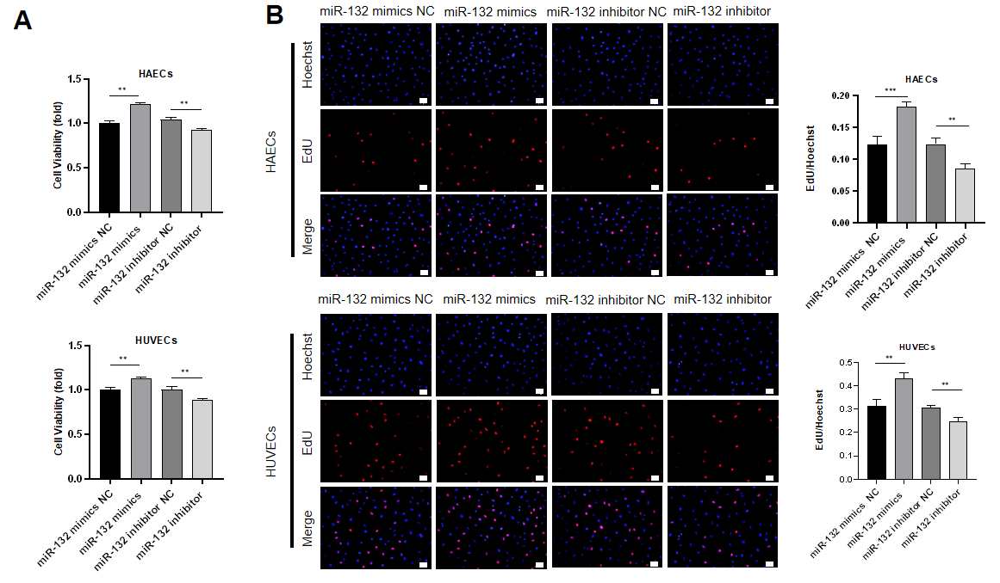 A
HAECs
Cell Viability (fold)
1.5
1.0
0.5
0.0
**
**
miR-132 mimics NC
miR-132 mimics
miR-132 inhibitor NC
miR-132 inhibitor
HUVECs
Cell Viability (fold)
1.5
1.0
0.5
0.0
**
**
miR-132 mimics NC
miR-132 mimics
miR-132 inhibitor NC
miR-132 inhibitor
B
miR-132 mimics NC miR-132 mimics miR-132 inhibitor NC miR-132 inhibitor
HAECs
Hoechst
EdU
Merge
miR-132 mimics NC miR-132 mimics miR-132 inhibitor NC miR-132 inhibitor
HUVECs
Hoechst
EdU
Merge
HAECs
EdU/Hoechst
0.20
0.15
0.10
0.05
0.00
***
**
miR-132 mimics NC
miR-132 mimics
miR-132 inhibitor NC
miR-132 inhibitor
HUVECs
EdU/Hoechst
0.5
0.4
0.3
0.2
0.1
0.0
**
**
miR-132 mimics NC
miR-132 mimics
miR-132 inhibitor NC
miR-132 inhibitor